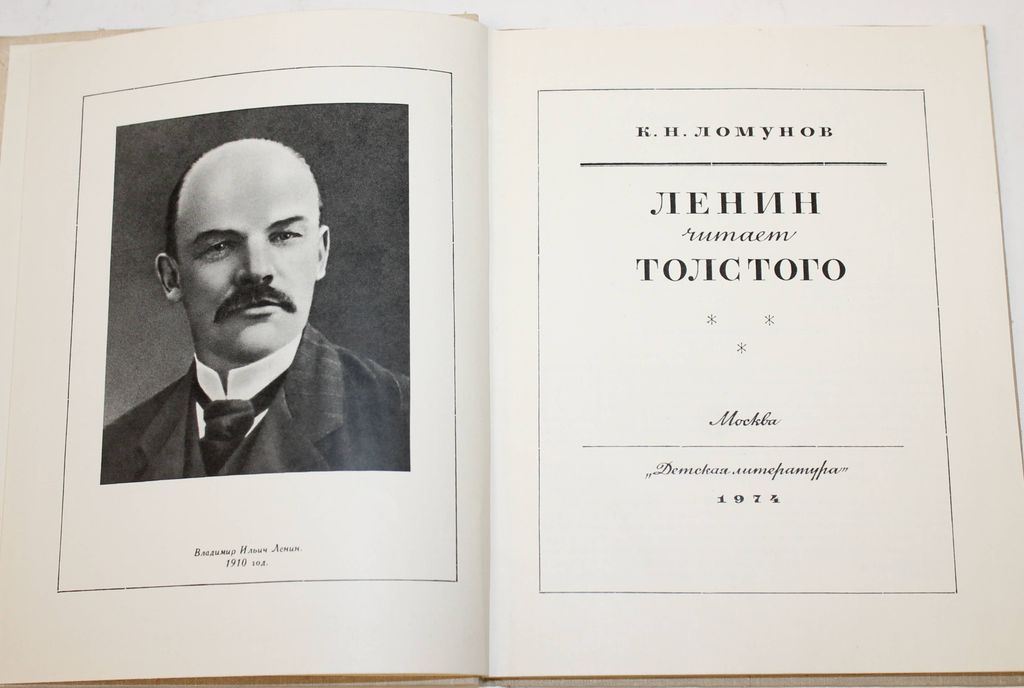 Владимир Ильич Ленин.
1910 год.
К. Н. ЛОМУНОВ
ЛЕНИН
читает
ТОЛСТОГО
* *
*
Москва
„Детская литература”
1974